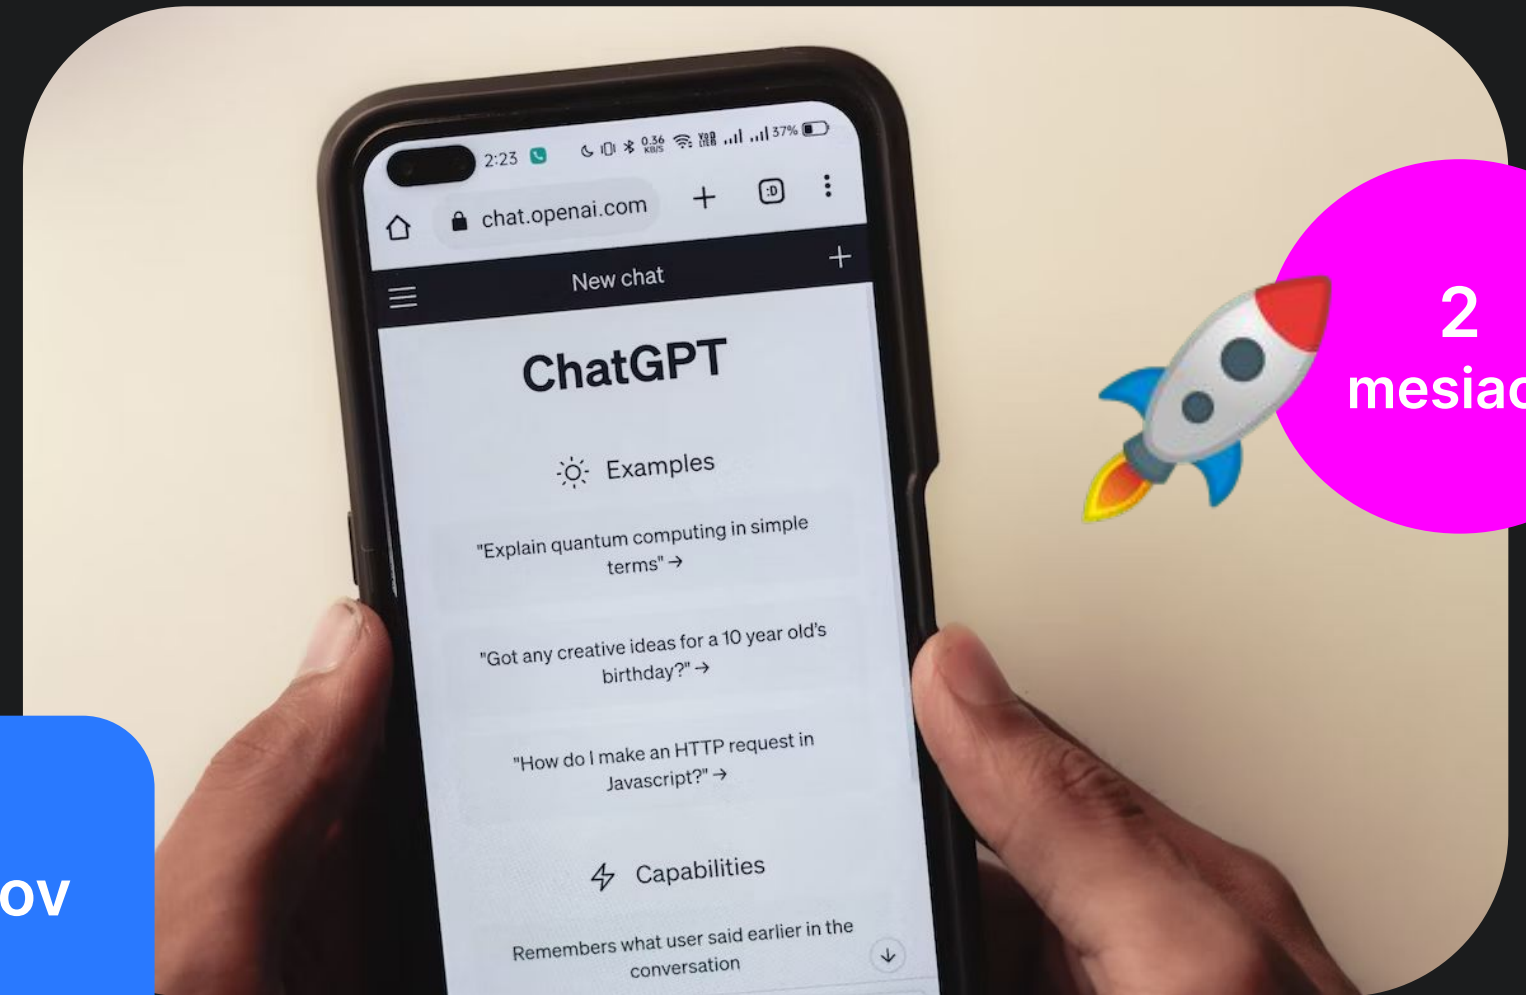 2:23
0.36
KB/S
37%
chat.openai.com
:D
New chat
ChatGPT
Examples
"Explain quantum computing in simple
terms" →
"Got any creative ideas for a 10 year old's
birthday?" →
"How do I make an HTTP request in
Javascript?" →
Capabilities
Remembers what user said earlier in the
conversation
2